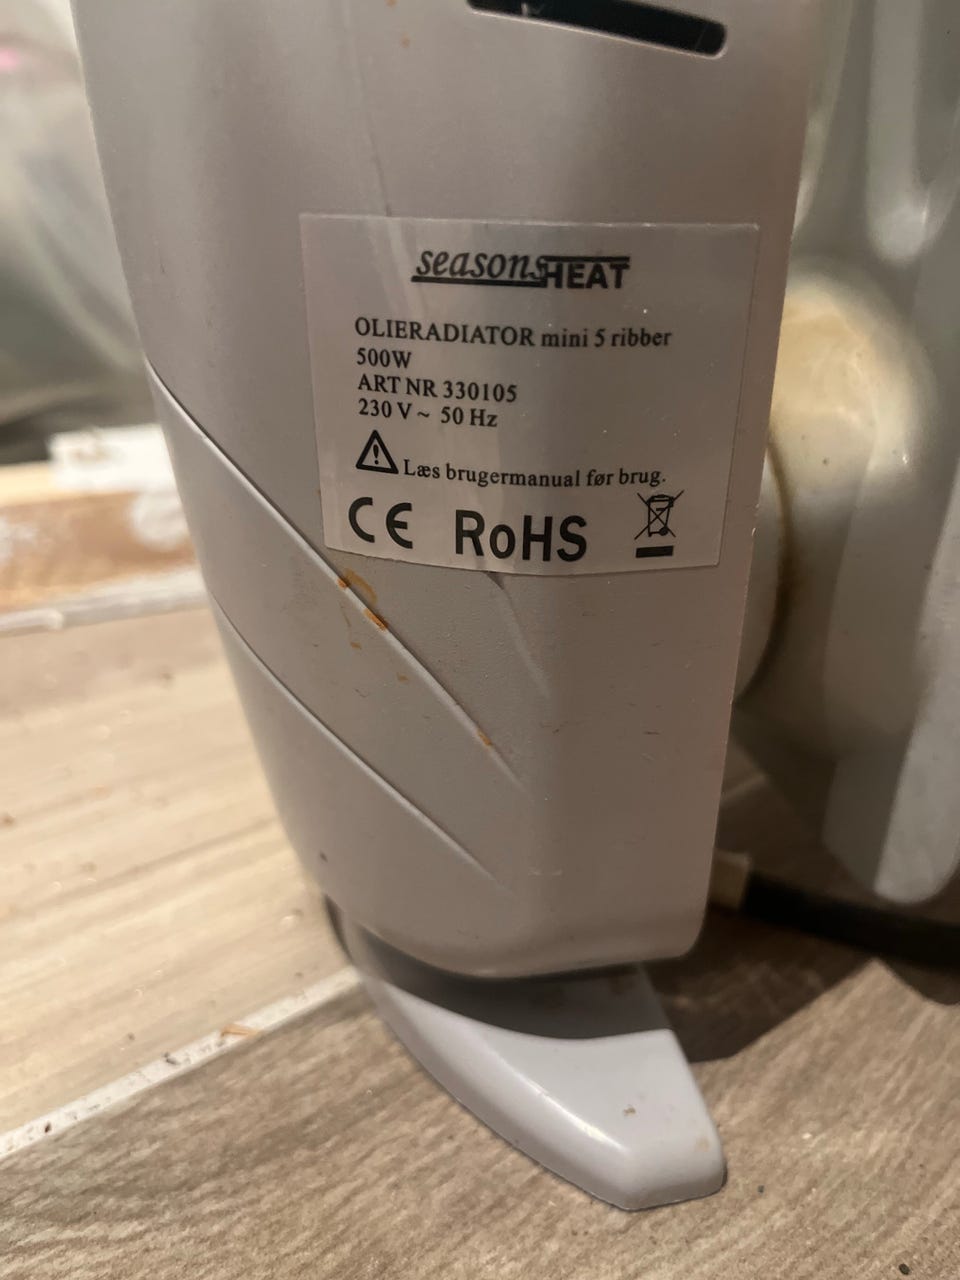 seasonsHEAT
OLIERADIATOR mini 5 ribber
500W
ART NR 330105
230 V ~ 50 Hz
Læs brugermanual før brug.
CE RoHS